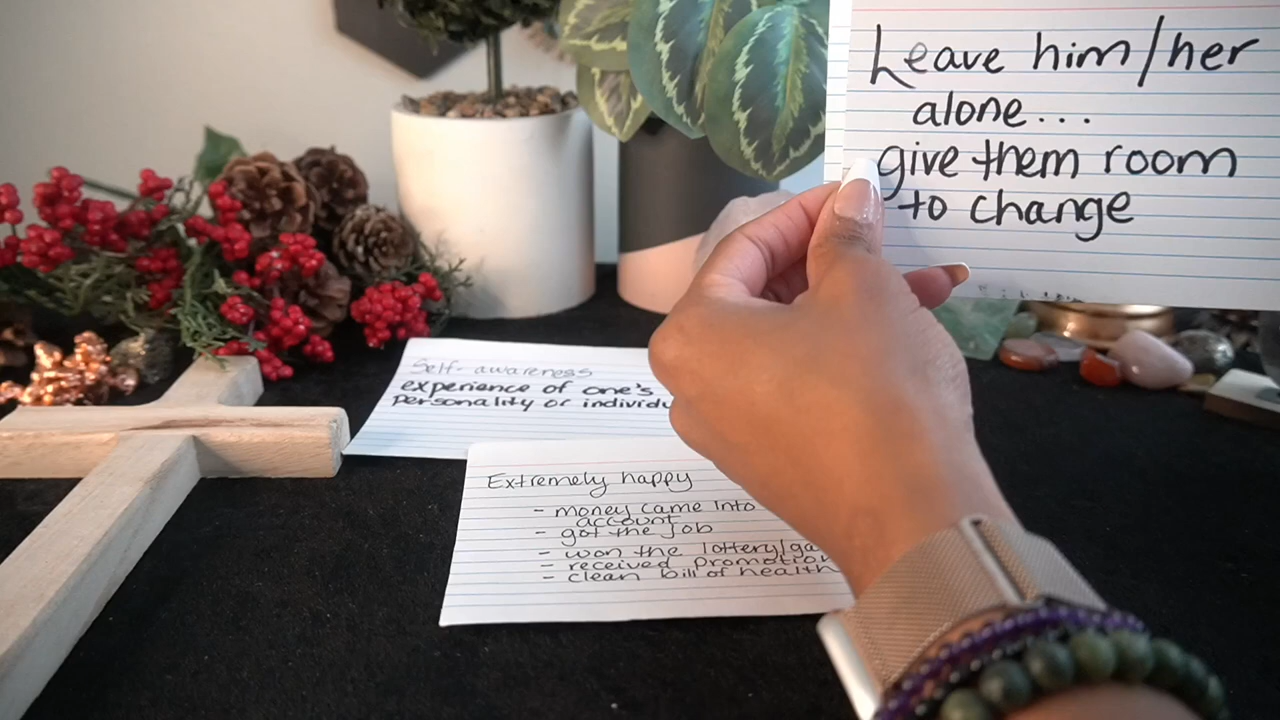 Leave him/her
alone...
give them room
to change
Self-awareness
experience of one's
personality or individu
Extremely happy
- money came into
account
- got the job
- won the lottery/ga
- received promotion
- clean bill of health